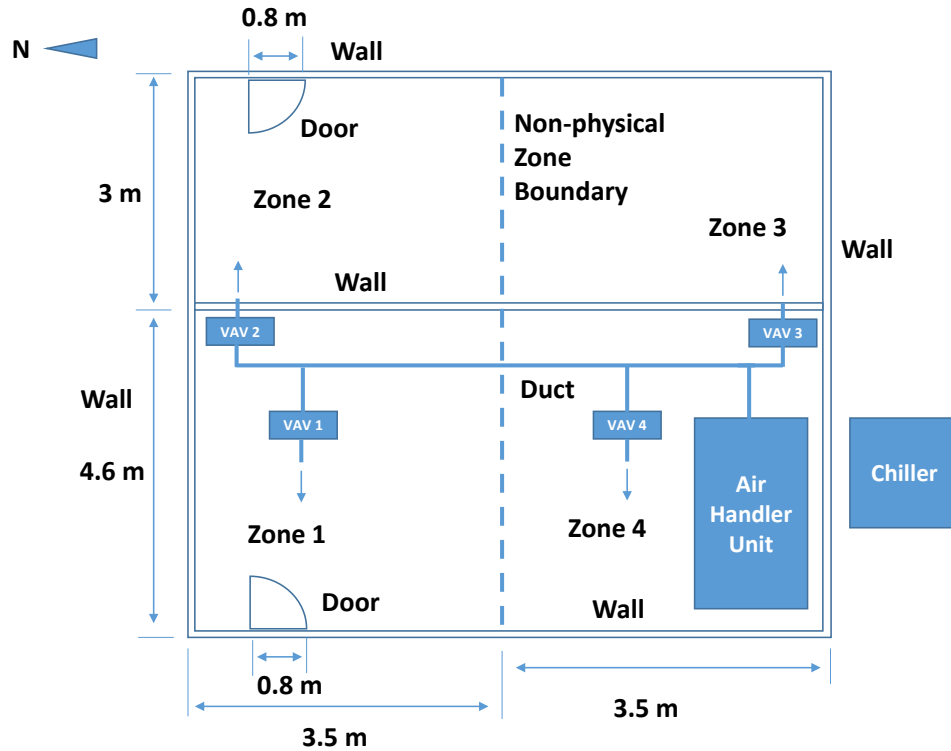 0.8 m
N
Wall
Door
Non-physical
Zone
Boundary
3 m
Zone 2
Zone 3
Wall
Wall
VAV 2
VAV 3
Wall
Duct
VAV 1
VAV 4
4.6 m
Air
Handler
Unit
Chiller
Zone 1
Zone 4
Door
Wall
0.8 m
3.5 m
3.5 m